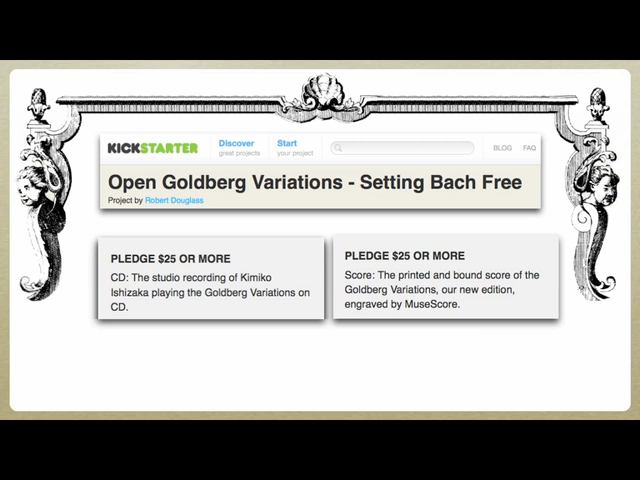 KICKSTARTER
Discover
great projects
Start
your project
BLOG FAQ
Open Goldberg Variations - Setting Bach Free
Project by Robert Douglass
PLEDGE $25 OR MORE
CD: The studio recording of Kimiko
Ishizaka playing the Goldberg Variations on
CD.
PLEDGE $25 OR MORE
Score: The printed and bound score of the
Goldberg Variations, our new edition,
engraved by MuseScore.